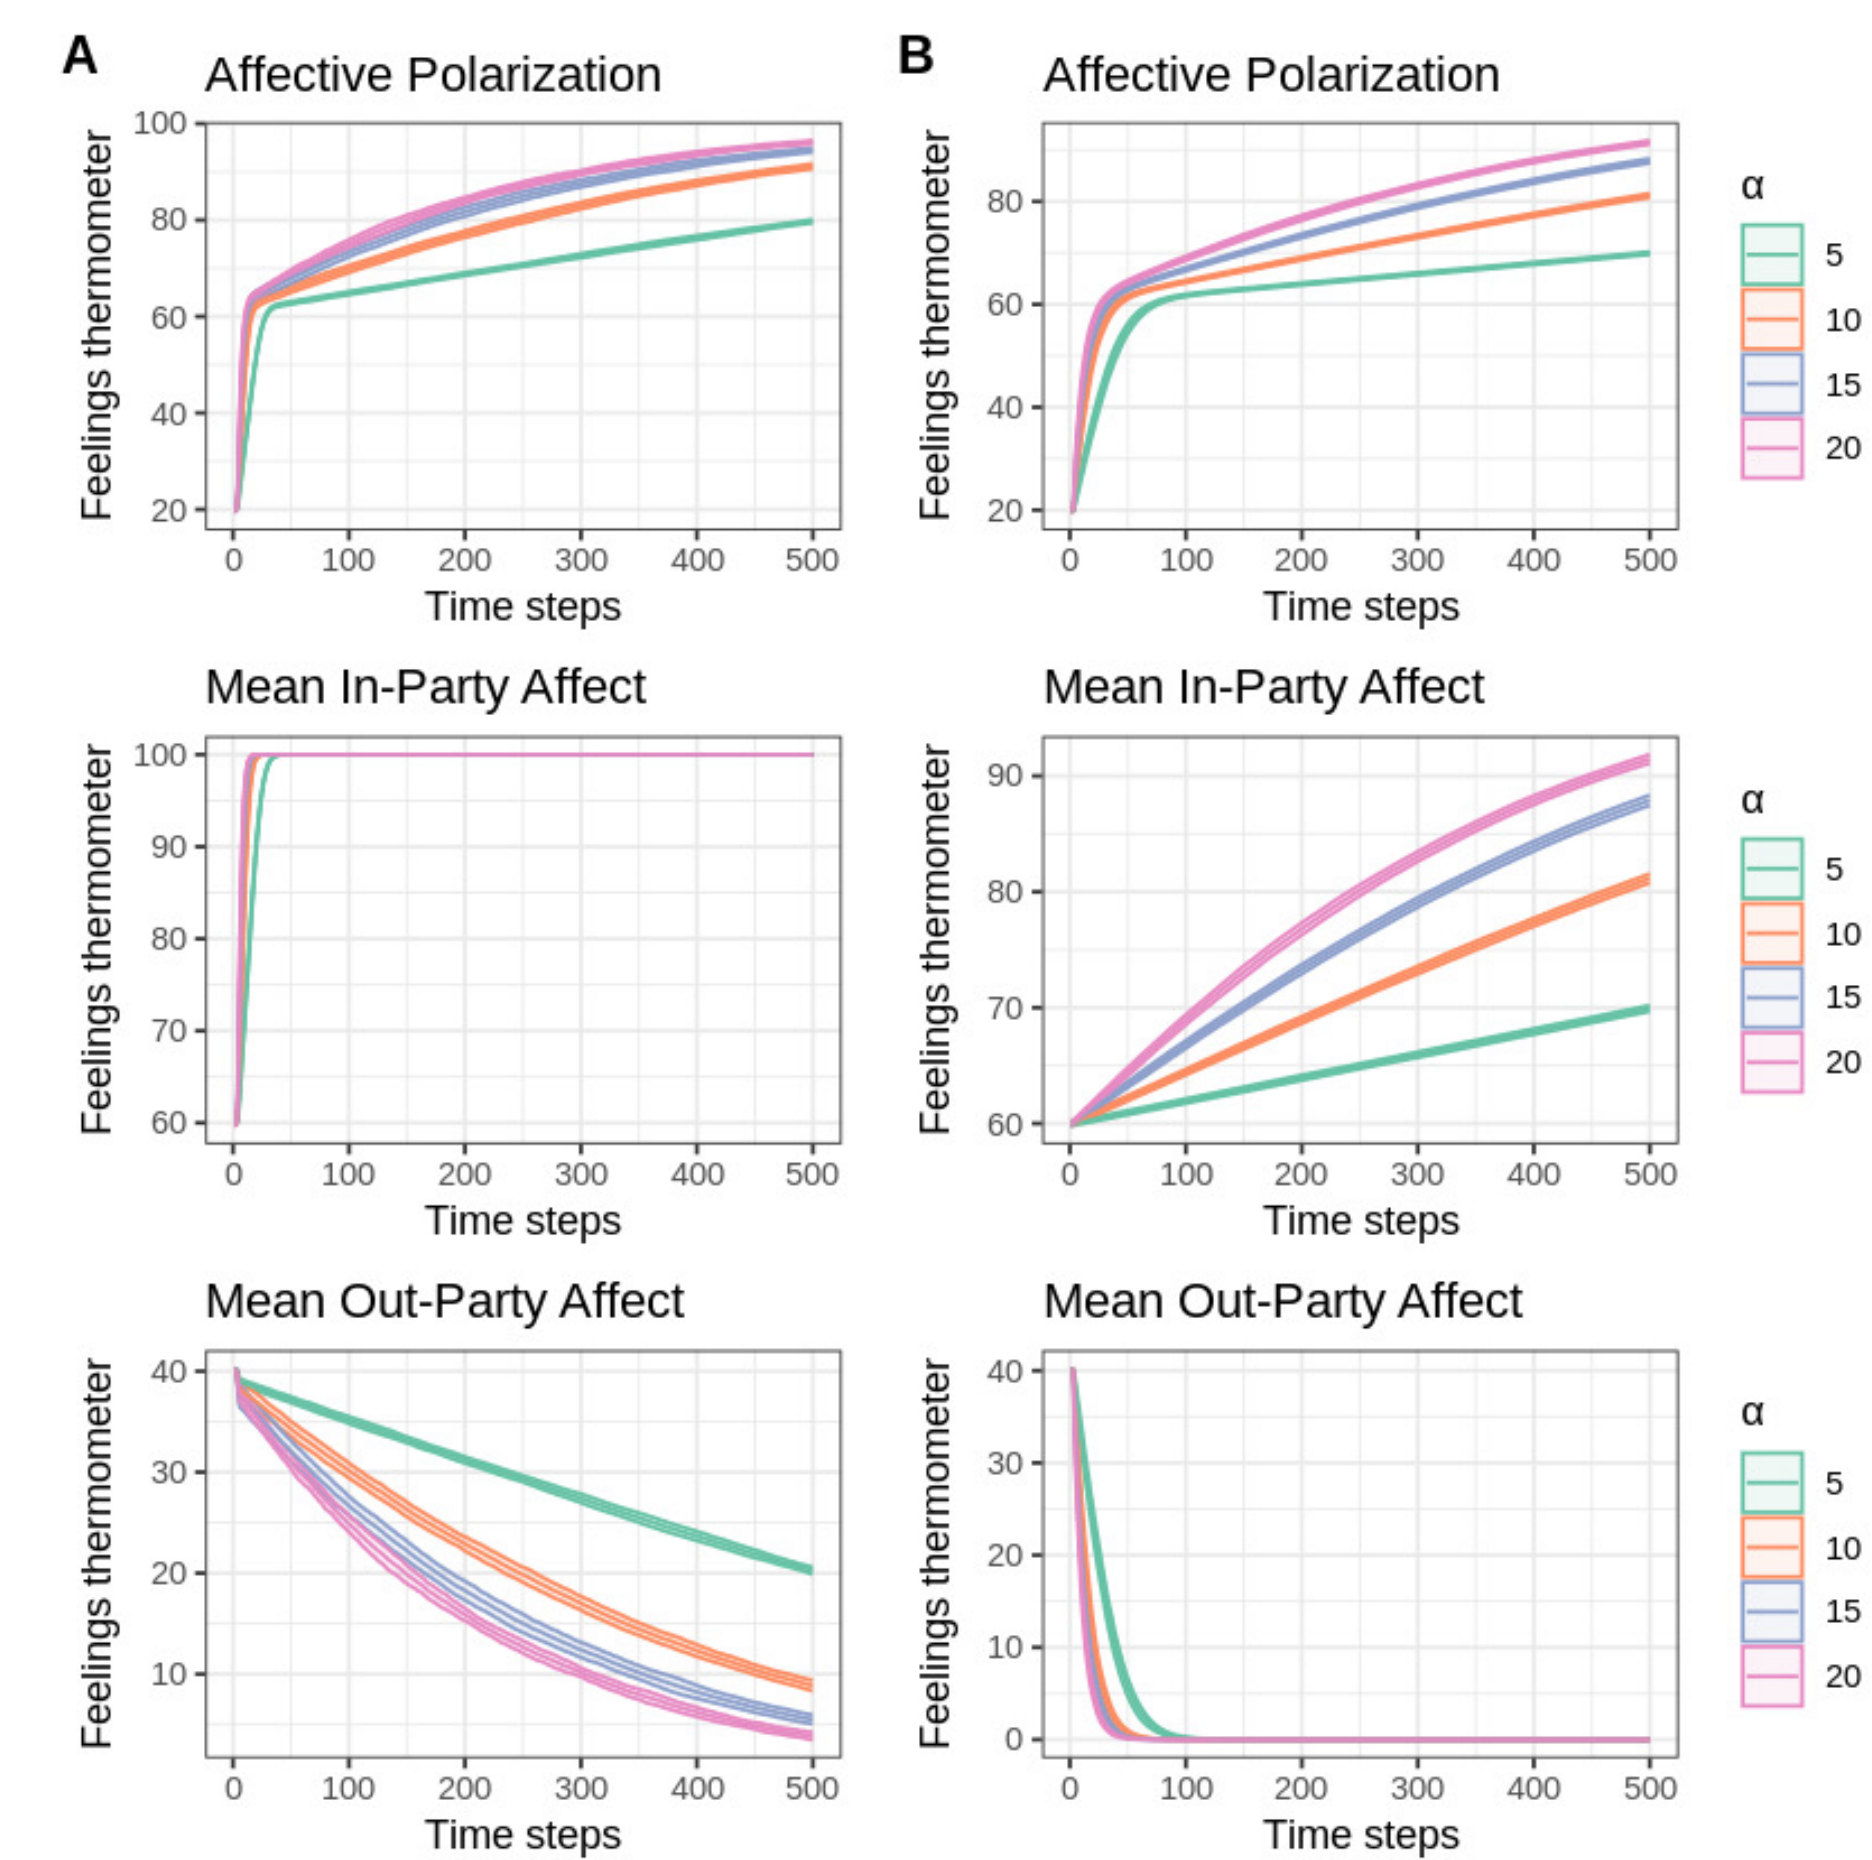 A
Affective Polarization
Feelings thermometer
100
80
60
40
20
0 100 200 300 400 500
Time steps
B
Affective Polarization
Feelings thermometer
80
60
40
20
0 100 200 300 400 500
Time steps
α
5
10
15
20
Mean In-Party Affect
Feelings thermometer
100
90
80
70
60
0 100 200 300 400 500
Time steps
Mean In-Party Affect
Feelings thermometer
90
80
70
60
0 100 200 300 400 500
Time steps
α
5
10
15
20
Mean Out-Party Affect
Feelings thermometer
40
30
20
10
0 100 200 300 400 500
Time steps
Mean Out-Party Affect
Feelings thermometer
40
30
20
10
0
0 100 200 300 400 500
Time steps
α
5
10
15
20